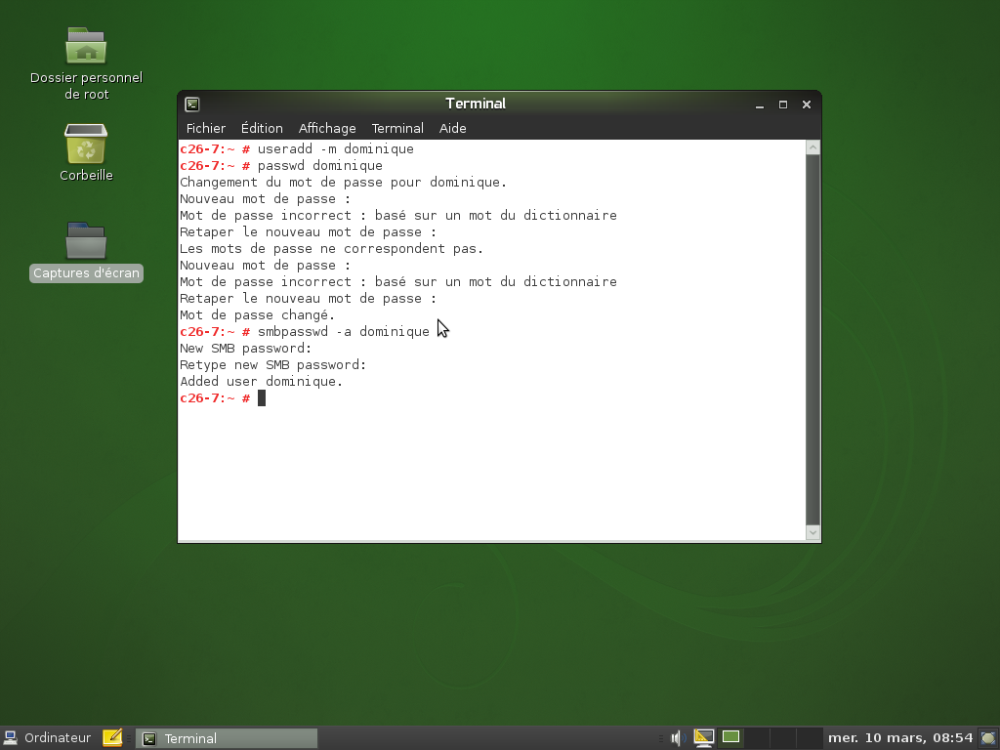 Dossier personnel
de root
Corbeille
Captures d'écran
Terminal
Fichier Édition Affichage Terminal Aide
c26-7:~ # useradd -m dominique
c26-7:~ # passwd dominique
Changement du mot de passe pour dominique.
Nouveau mot de passe :
Mot de passe incorrect : basé sur un mot du dictionnaire
Retaper le nouveau mot de passe :
Les mots de passe ne correspondent pas.
Nouveau mot de passe :
Mot de passe incorrect : basé sur un mot du dictionnaire
Retaper le nouveau mot de passe :
Mot de passe changé.
c26-7:~ # smbpasswd -a dominique
New SMB password:
Retype new SMB password:
Added user dominique.
c26-7:~ #
Ordinateur Terminal mer. 10 mars, 08:54